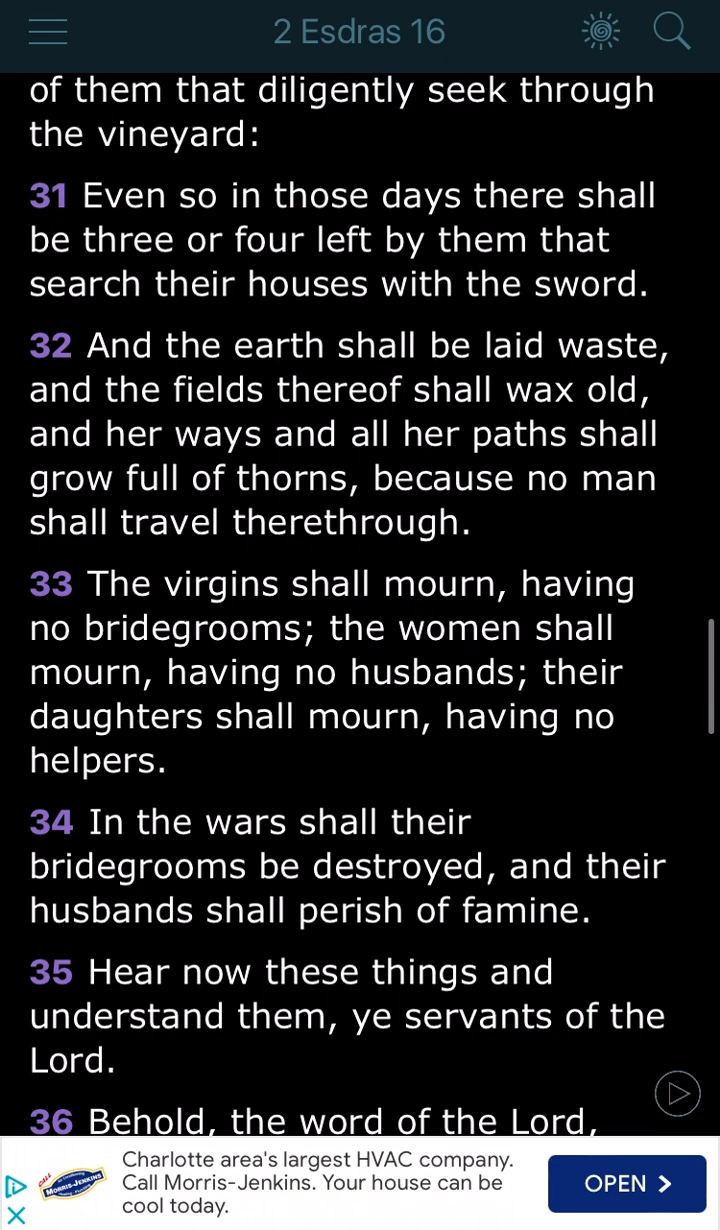 2 Esdras 16
of them that diligently seek through
the vineyard:
31 Even so in those days there shall
be three or four left by them that
search their houses with the sword.
32 And the earth shall be laid waste,
and the fields thereof shall wax old,
and her ways and all her paths shall
grow full of thorns, because no man
shall travel therethrough.
33 The virgins shall mourn, having
no bridegrooms; the women shall
mourn, having no husbands; their
daughters shall mourn, having no
helpers.
34 In the wars shall their
bridegrooms be destroyed, and their
husbands shall perish of famine.
35 Hear now these things and
understand them, ye servants of the
Lord.
36 Behold, the word of the Lord,
CALL
MORRIS-JENKINS
Charlotte area's largest HVAC company.
Call Morris-Jenkins. Your house can be
cool today.
OPEN